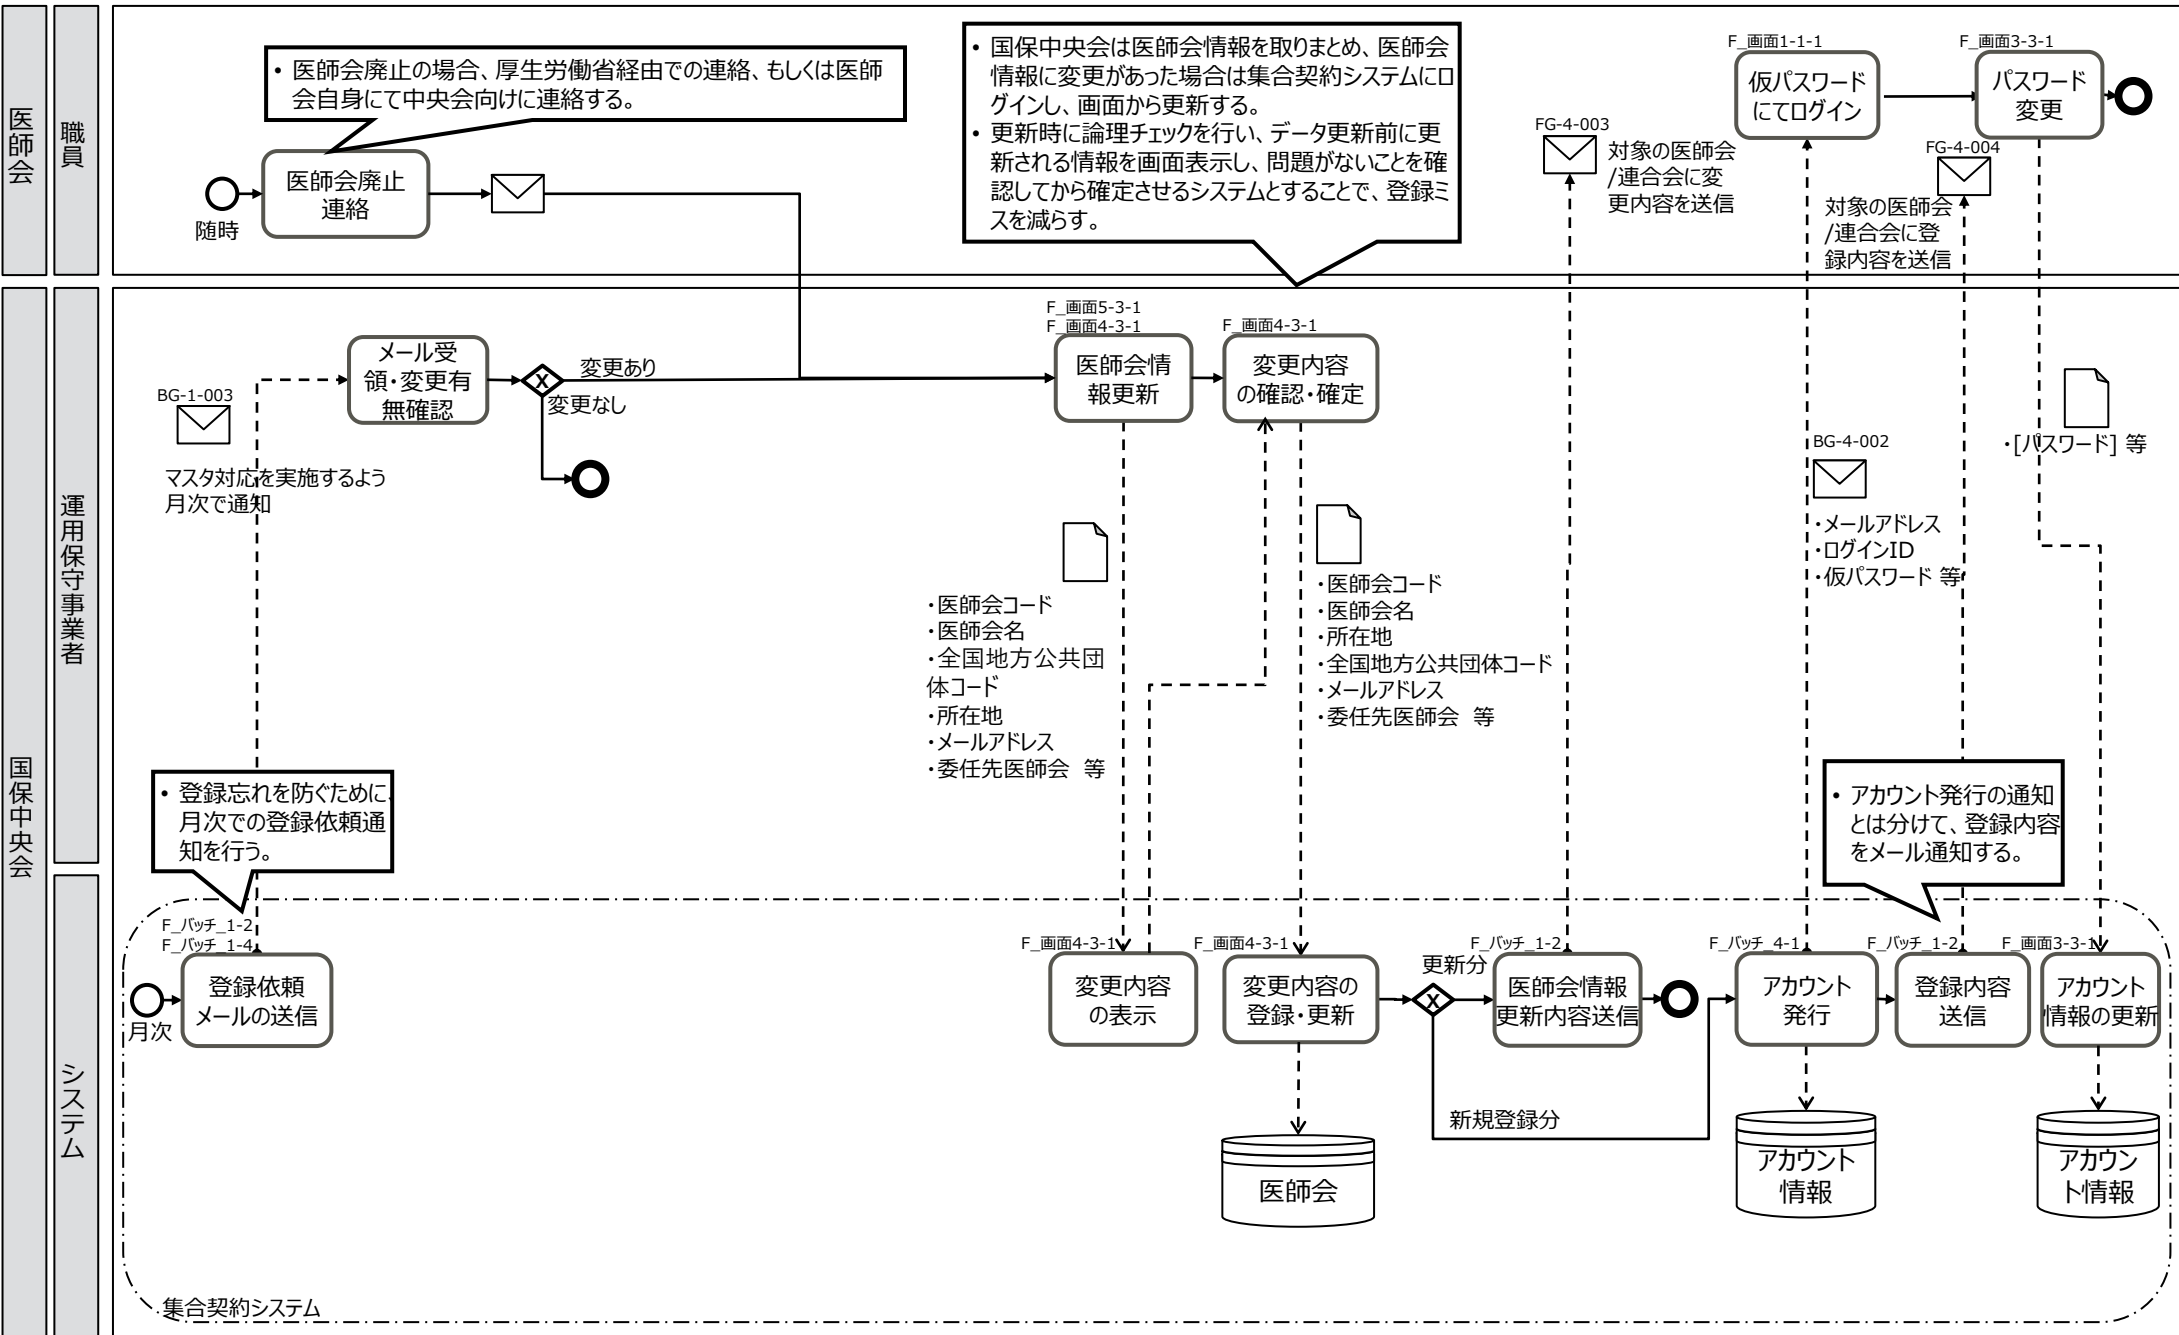 医師会
職員
• 医師会廃止の場合、厚生労働省経由での連絡、もしくは医師
会自身にて中央会向けに連絡する。
随時
医師会廃止
連絡
• 国保中央会は医師会情報を取りまとめ、医師会
情報に変更があった場合は集合契約システムにロ
グインし、画面から更新する。
• 更新時に論理チェックを行い、データ更新前に更
新される情報を画面表示し、問題がないことを確
認してから確定させるシステムとすることで、登録ミ
スを減らす。
FG-4-003
対象の医師会
/連合会に変
更内容を送信
F_画面1-1-1
仮パスワード
にてログイン
F_画面3-3-1
パスワード
変更
FG-4-004
対象の医師会
/連合会に登
録内容を送信
国保中央会
運用保守事業者
BG-1-003
マスタ対応を実施するよう
月次で通知
メール受
領・変更有
無確認
X
変更あり
変更なし
F_画面5-3-1
F_画面4-3-1
医師会情
報更新
F_画面4-3-1
変更内容
の確認・確定
・医師会コード
・医師会名
・全国地方公共団
体コード
・所在地
・メールアドレス
・委任先医師会 等
・医師会コード
・医師会名
・所在地
・全国地方公共団体コード
・メールアドレス
・委任先医師会 等
BG-4-002
・メールアドレス
・ログインID
・仮パスワード 等
・[パスワード] 等
• 登録忘れを防ぐために、
月次での登録依頼通
知を行う。
• アカウント発行の通知
とは分けて、登録内容
をメール通知する。
システム
F_バッチ_1-2
F_バッチ_1-4
月次
登録依頼
メールの送信
F_画面4-3-1
変更内容
の表示
F_画面4-3-1
変更内容の
登録・更新
医師会
X
更新分
新規登録分
F_バッチ_1-2
医師会情報
更新内容送信
F_バッチ_4-1
アカウント
発行
アカウント
情報
F_バッチ_1-2
登録内容
送信
F_画面3-3-1
アカウント
情報の更新
アカウン
ト情報
集合契約システム